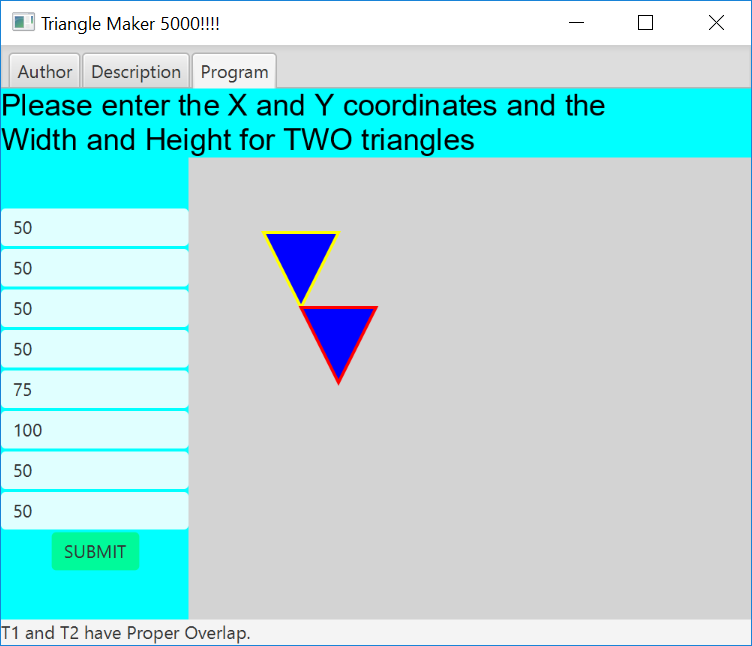 Triangle Maker 5000!!!!
Author Description Program
Please enter the X and Y coordinates and the
Width and Height for TWO triangles
50
50
50
50
75
100
50
50
SUBMIT
T1 and T2 have Proper Overlap.